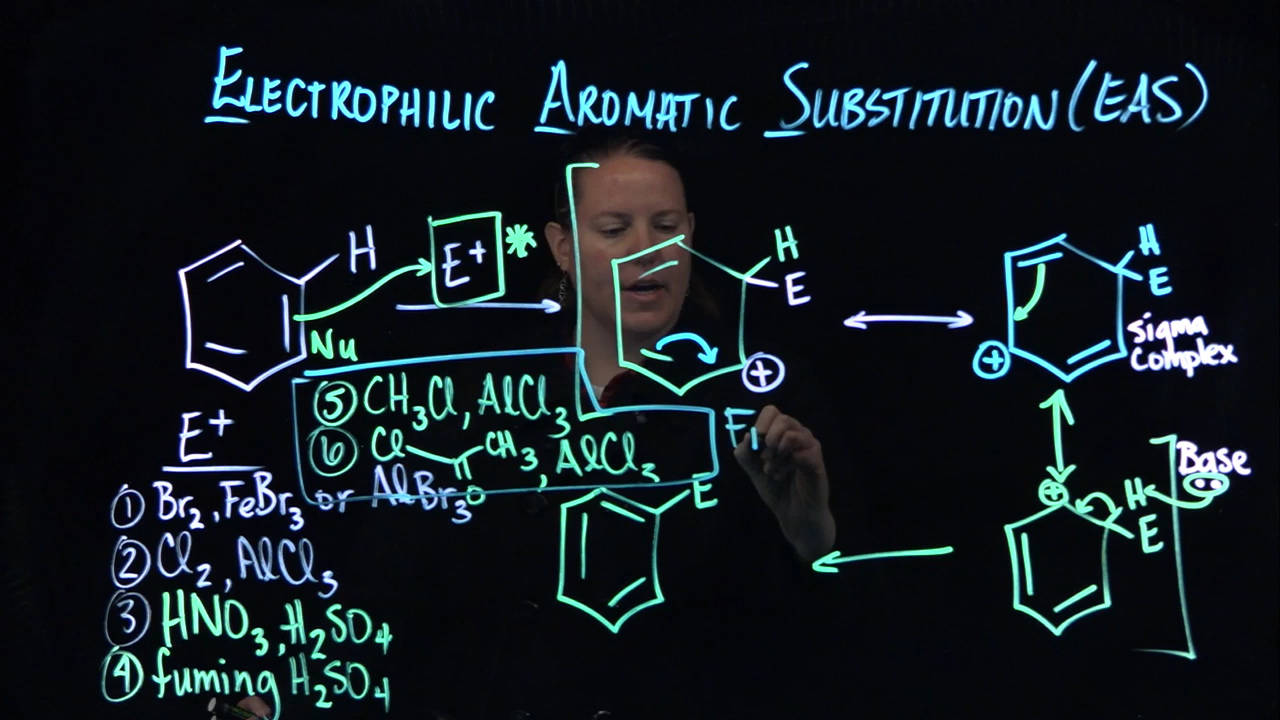 ELECTROPHILIC AROMATIC SUBSTITUTION (EAS)
H
E+ *
Nu
H
E
+
H
E
+
Sigma
Complex
E+
⑤ CH3Cl, AlCl3
⑥ Cl CH3, AlCl3
O
F
① Br2, FeBr3 or AlBr3
② Cl2, AlCl3
③ HNO3, H2SO4
④ fuming H2SO4
E
+
H
E
Base